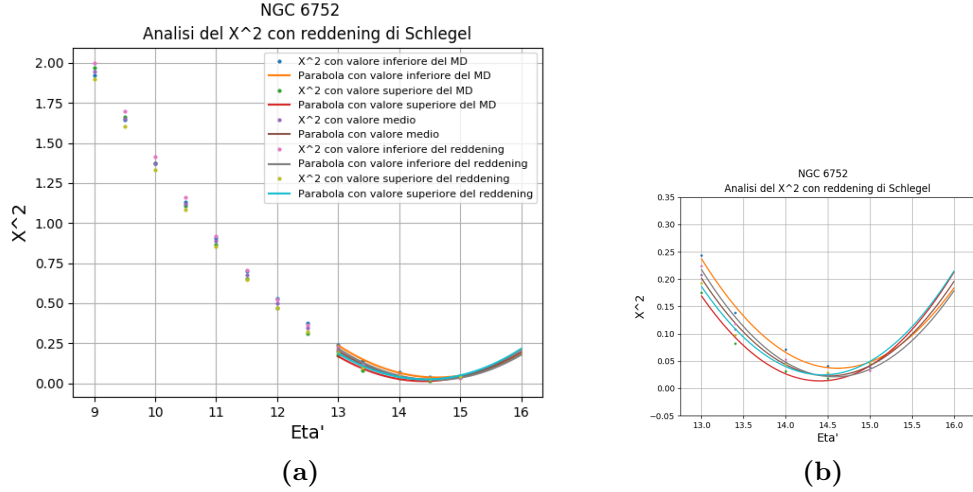 NGC 6752
Analisi del X^2 con reddening di Schlegel
X^2 con valore inferiore del MD
Parabola con valore inferiore del MD
X^2 con valore superiore del MD
Parabola con valore superiore del MD
X^2 con valore medio
Parabola con valore medio
X^2 con valore inferiore del reddening
Parabola con valore inferiore del reddening
X^2 con valore superiore del reddening
Parabola con valore superiore del reddening
2.00
1.75
1.50
1.25
1.00
0.75
0.50
0.25
0.00
X^2
9 10 11 12 13 14 15 16
Eta'
(a)
NGC 6752
Analisi del X^2 con reddening di Schlegel
0.35
0.30
0.25
0.20
0.15
0.10
0.05
0.00
−0.05
X^2
13.0 13.5 14.0 14.5 15.0 15.5 16.0
Eta'
(b)